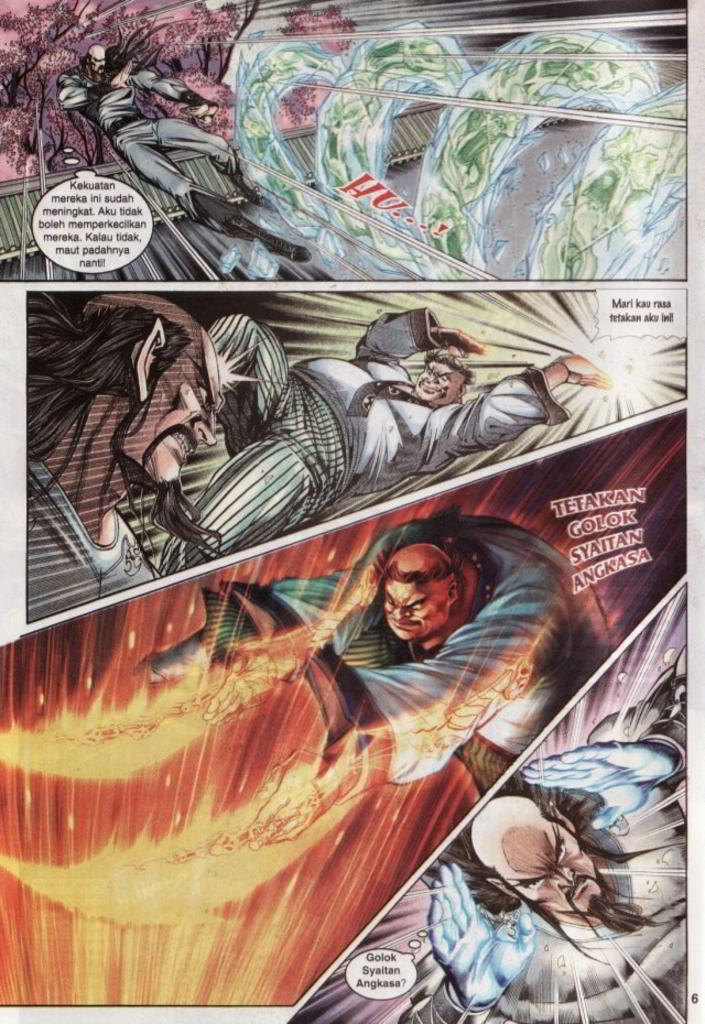 Kekuatan
mereka ini sudah
meningkat. Aku tidak
boleh memperkecilkan
mereka. Kalau tidak,
maut padahnya
nanti!
HU...!
Mari kau rasa
tetakan aku ini!
TETAKAN
GOLOK
SYAITAN
ANGKASA
Golok
Syaitan
Angkasa?
6